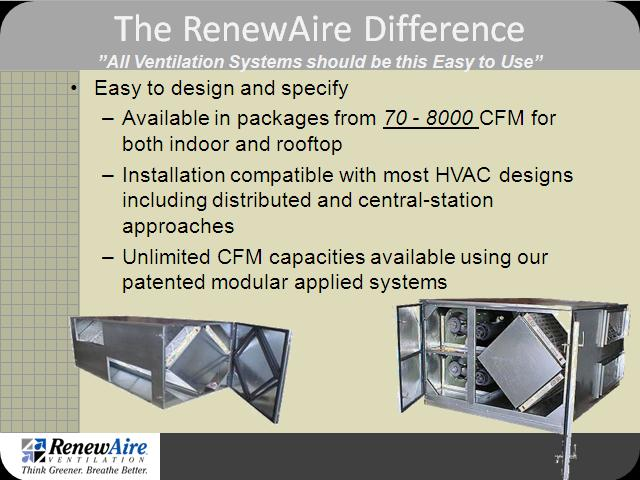 The RenewAire Difference
”All Ventilation Systems should be this Easy to Use”
• Easy to design and specify
– Available in packages from 70 - 8000 CFM for
both indoor and rooftop
– Installation compatible with most HVAC designs
including distributed and central-station
approaches
– Unlimited CFM capacities available using our
patented modular applied systems
RenewAire
VENTILATION
Think Greener. Breathe Better.